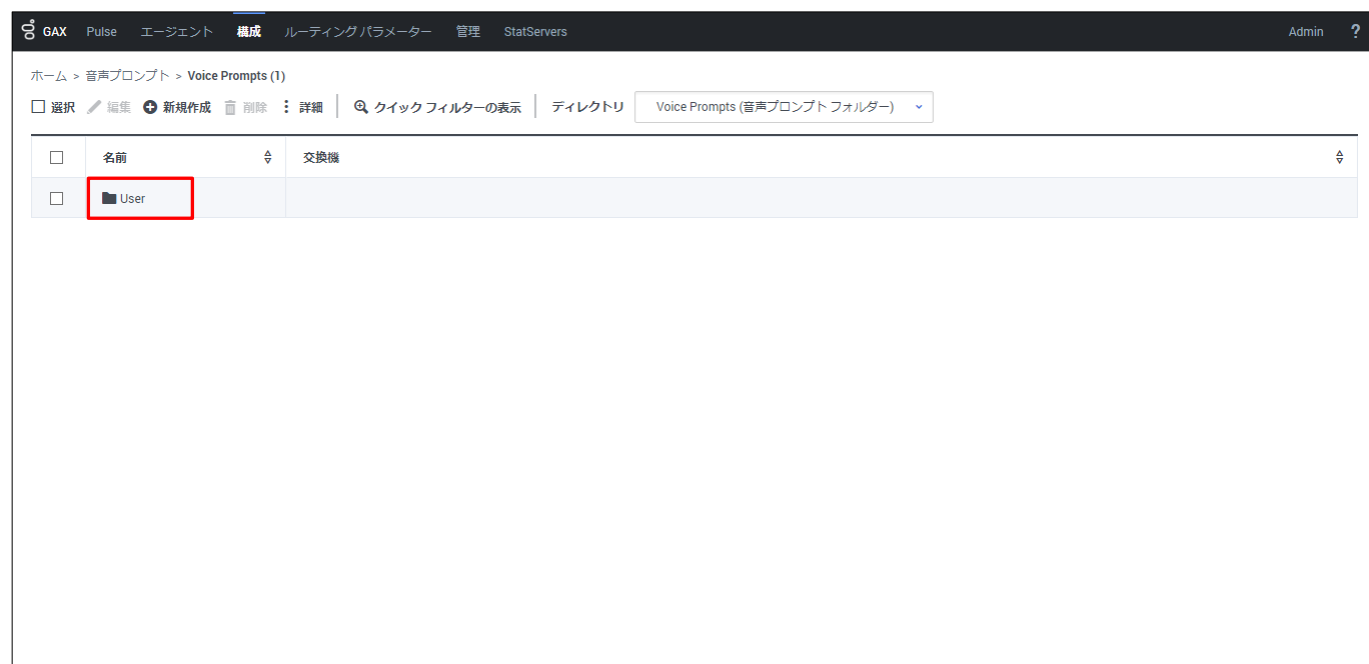 GAX Pulse エージェント 構成 ルーティング パラメーター 管理 StatServers Admin ?
ホーム > 音声プロンプト > Voice Prompts (1)
選択 編集 新規作成 削除 詳細 クイック フィルターの表示 ディレクトリ Voice Prompts (音声プロンプト フォルダー)
名前 交換機
User